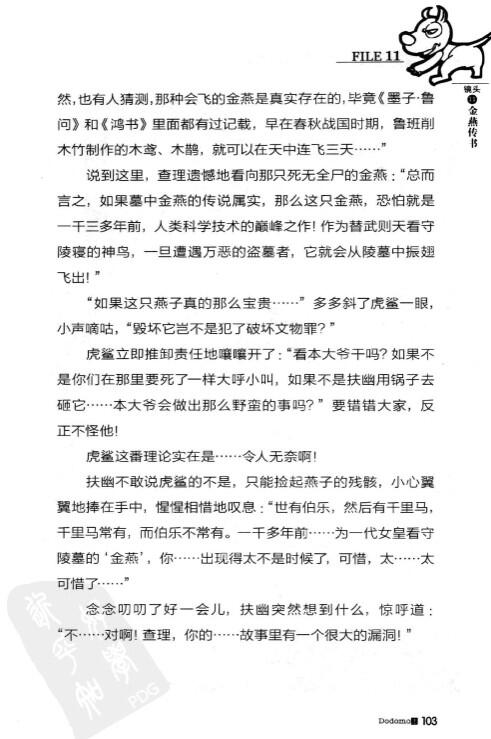 FILE 11
镜头
11
金燕传书
然,也有人猜测,那种会飞的金燕是真实存在的,毕竟《墨子·鲁
问》和《鸿书》里面都有过记载,早在春秋战国时期,鲁班削
木竹制作的木鸢、木鹊,就可以在天中连飞三天……”
说到这里,查理遗憾地看向那只死无全尸的金燕:“总而
言之,如果墓中金燕的传说属实,那么这只金燕,恐怕就是
一千三多年前,人类科学技术的巅峰之作!作为替武则天看守
陵寝的神鸟,一旦遭遇万恶的盗墓者,它就会从陵墓中振翅
飞出!”
“如果这只燕子真的那么宝贵……”多多斜了虎鲨一眼,
小声嘀咕,“毁坏它岂不是犯了破坏文物罪?”
虎鲨立即推卸责任地嚷嚷开了:“看本大爷干吗?如果不
是你们在那里要死了一样大呼小叫,如果不是扶幽用锅子去
砸它……本大爷会做出那么野蛮的事吗?”要错错大家,反
正不怪他!
虎鲨这番理论实在是……令人无奈啊!
扶幽不敢说虎鲨的不是,只能捡起燕子的残骸,小心翼
翼地捧在手中,惺惺相惜地叹息:“世有伯乐,然后有千里马,
千里马常有,而伯乐不常有。一千多年前……为一代女皇看守
陵墓的‘金燕’,你……出现得太不是时候了,可惜,太……太
可惜了……”
念念叨叨了好一会儿,扶幽突然想到什么,惊呼道:
“不……对啊!查理,你的……故事里有一个很大的漏洞!”
PDG
Dodomo 103